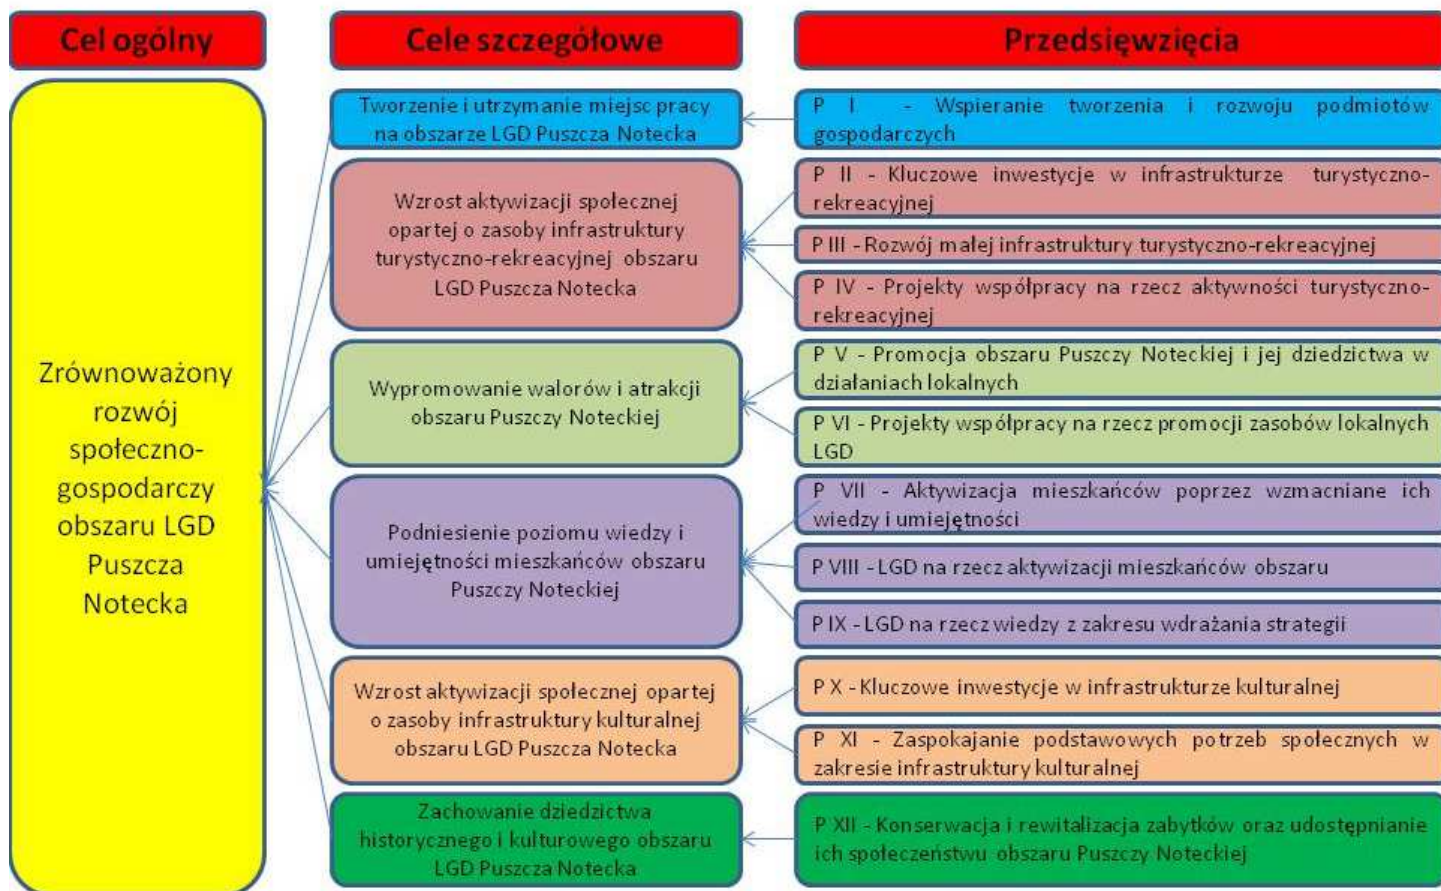 Cel ogólny
Cele szczegółowe
Przedsięwzięcia
Zrównoważony
rozwój
społeczno-
gospodarczy
obszaru LGD
Puszcza
Notecka
Tworzenie i utrzymanie miejsc pracy
na obszarze LGD Puszcza Notecka
P I - Wspieranie tworzenia i rozwoju podmiotów
gospodarczych
Wzrost aktywizacji społecznej
opartej o zasoby infrastruktury
turystyczno-rekreacyjnej obszaru
LGD Puszcza Notecka
P II - Kluczowe inwestycje w infrastrukturze turystyczno-
rekreacyjnej
P III - Rozwój małej infrastruktury turystyczno-rekreacyjnej
P IV - Projekty współpracy na rzecz aktywności turystyczno-
rekreacyjnej
Wypromowanie walorów i atrakcji
obszaru Puszczy Noteckiej
P V - Promocja obszaru Puszczy Noteckiej i jej dziedzictwa w
działaniach lokalnych
P VI - Projekty współpracy na rzecz promocji zasobów lokalnych
LGD
Podniesienie poziomu wiedzy i
umiejętności mieszkańców obszaru
Puszczy Noteckiej
P VII - Aktywizacja mieszkańców poprzez wzmacniane ich
wiedzy i umiejętności
P VIII - LGD na rzecz aktywizacji mieszkańców obszaru
P IX - LGD na rzecz wiedzy z zakresu wdrażania strategii
Wzrost aktywizacji społecznej opartej
o zasoby infrastruktury kulturalnej
obszaru LGD Puszcza Notecka
P X - Kluczowe inwestycje w infrastrukturze kulturalnej
P XI - Zaspokajanie podstawowych potrzeb społecznych w
zakresie infrastruktury kulturalnej
Zachowanie dziedzictwa
historycznego i kulturowego obszaru
LGD Puszcza Notecka
P XII - Konserwacja i rewitalizacja zabytków oraz udostępnianie
ich społeczeństwu obszaru Puszczy Noteckiej